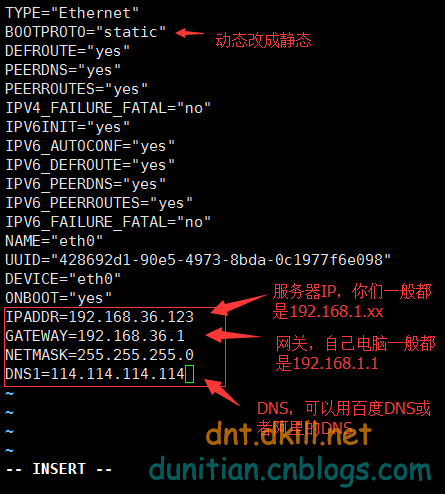 TYPE="Ethernet"
BOOTPROTO="static"
动态改成静态
DEFROUTE="yes"
PEERDNS="yes"
PEERROUTES="yes"
IPV4_FAILURE_FATAL="no"
IPV6INIT="yes"
IPV6_AUTOCONF="yes"
IPV6_DEFROUTE="yes"
IPV6_PEERDNS="yes"
IPV6_PEERROUTES="yes"
IPV6_FAILURE_FATAL="no"
NAME="eth0"
UUID="428692d1-90e5-4973-8bda-0c1977f6e098"
DEVICE="eth0"
ONBOOT="yes"
服务器IP，你们一般都
是192.168.1.xx
IPADDR=192.168.36.123
GATEWAY=192.168.36.1
网关，自己电脑一般都
是192.168.1.1
NETMASK=255.255.255.0
DNS1=114.114.114.114
~
~
~
~
DNS，可以用百度DNS或
者阿里的DNS
dnt.dkill.net
-- INSERT --
dunitian.cnblogs.com